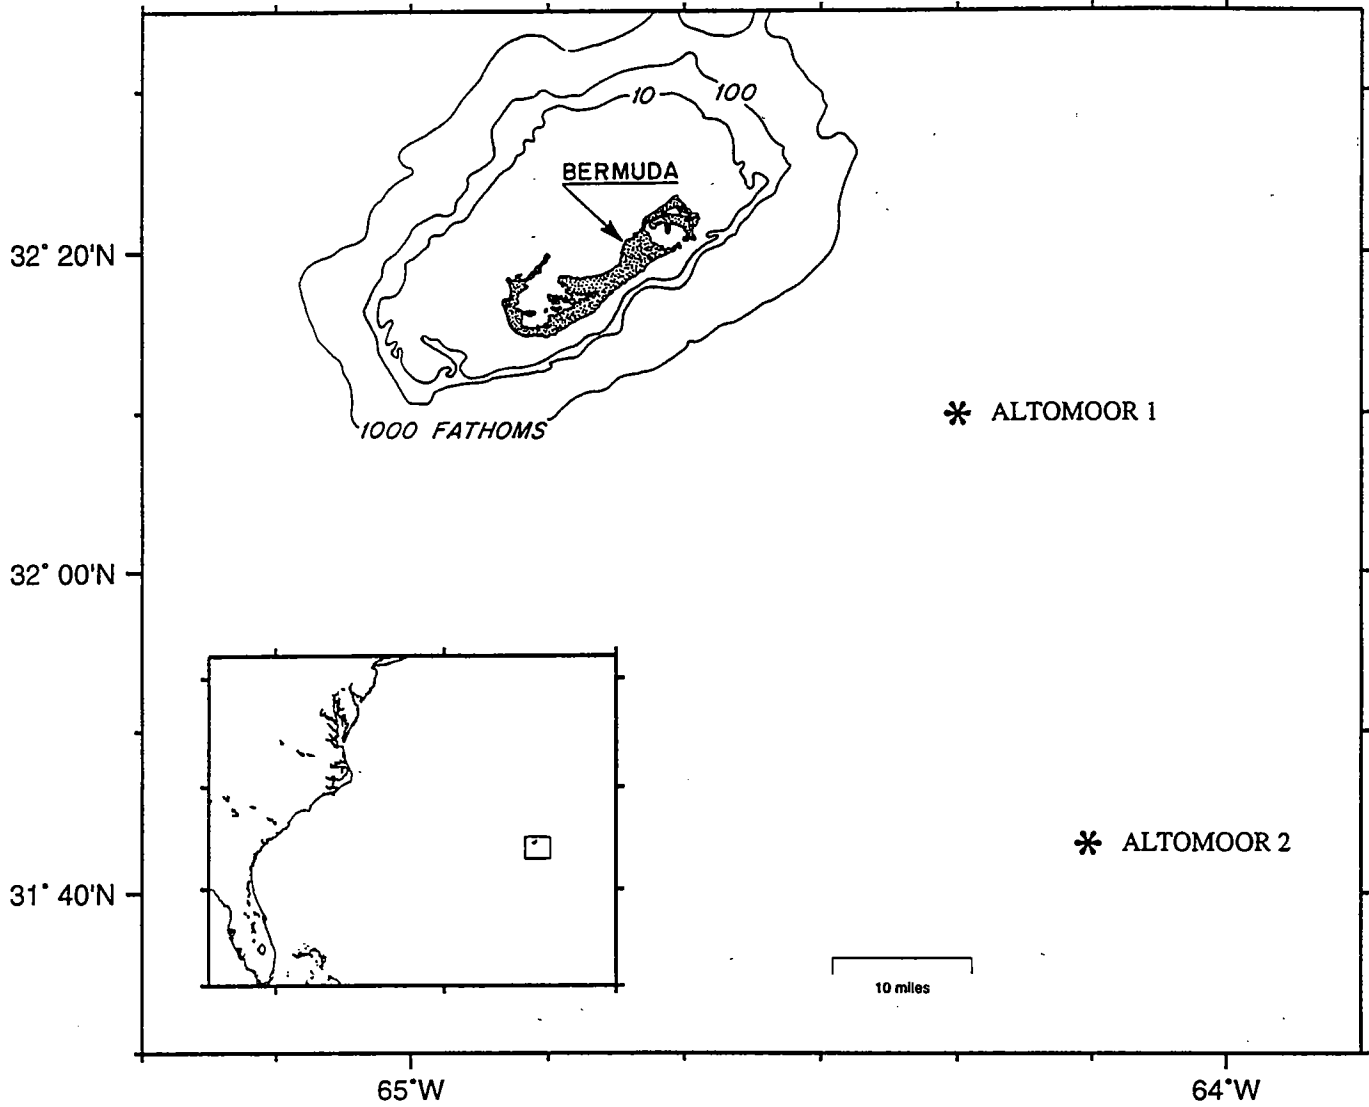 10
100
BERMUDA
32° 20'N
1000 FATHOMS
ALTOMOOR 1
32° 00'N
ALTOMOOR 2
31° 40'N
10 miles
65°W
64°W